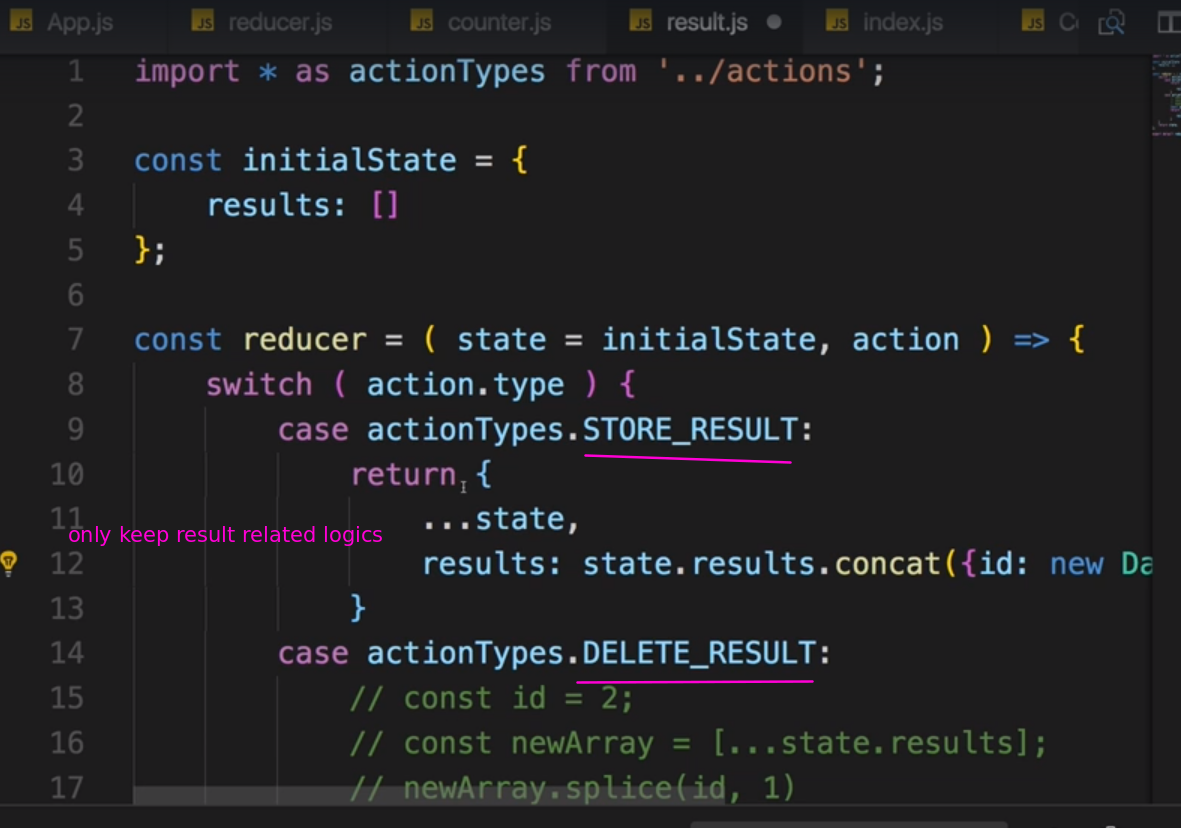 JS App.js JS reducer.js JS counter.js JS result.js JS index.js JS
1 import * as actionTypes from '../actions';
2
3 const initialState = {
4 results: []
5 };
6
7 const reducer = ( state = initialState, action ) => {
8 switch ( action.type ) {
9 case actionTypes.STORE_RESULT:
10 return {
11 ...state,
only keep result related logics
12 results: state.results.concat({id: new Da
13 }
14 case actionTypes.DELETE_RESULT:
15 // const id = 2;
16 // const newArray = [...state.results];
17 // newArray.splice(id, 1)